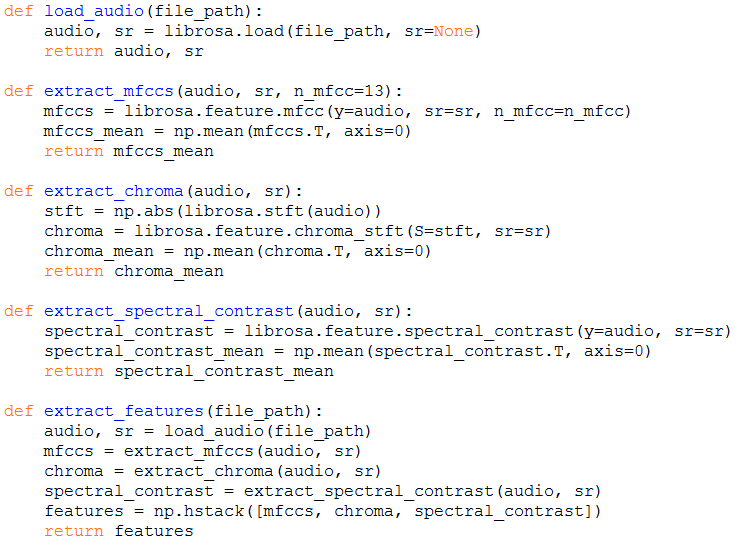 def load_audio(file_path):
    audio, sr = librosa.load(file_path, sr=None)
    return audio, sr

def extract_mfccs(audio, sr, n_mfcc=13):
    mfccs = librosa.feature.mfcc(y=audio, sr=sr, n_mfcc=n_mfcc)
    mfccs_mean = np.mean(mfccs.T, axis=0)
    return mfccs_mean

def extract_chroma(audio, sr):
    stft = np.abs(librosa.stft(audio))
    chroma = librosa.feature.chroma_stft(S=stft, sr=sr)
    chroma_mean = np.mean(chroma.T, axis=0)
    return chroma_mean

def extract_spectral_contrast(audio, sr):
    spectral_contrast = librosa.feature.spectral_contrast(y=audio, sr=sr)
    spectral_contrast_mean = np.mean(spectral_contrast.T, axis=0)
    return spectral_contrast_mean

def extract_features(file_path):
    audio, sr = load_audio(file_path)
    mfccs = extract_mfccs(audio, sr)
    chroma = extract_chroma(audio, sr)
    spectral_contrast = extract_spectral_contrast(audio, sr)
    features = np.hstack([mfccs, chroma, spectral_contrast])
    return features